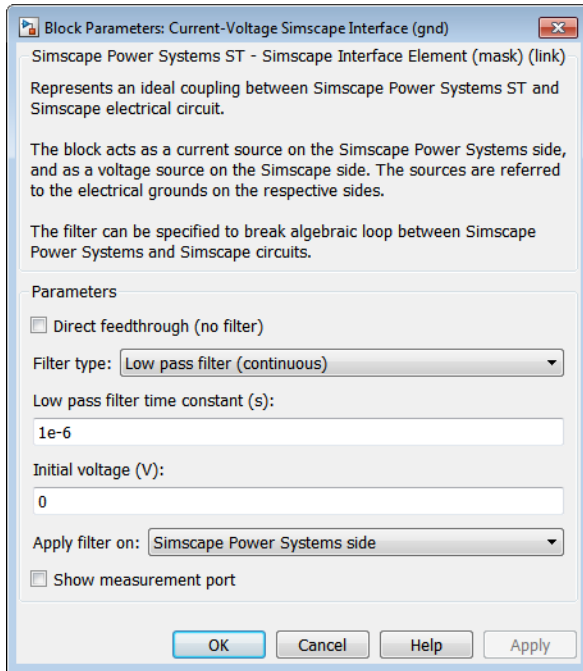 Block Parameters: Current-Voltage Simscape Interface (gnd)
Simscape Power Systems ST - Simscape Interface Element (mask) (link)
Represents an ideal coupling between Simscape Power Systems ST and
Simscape electrical circuit.
The block acts as a current source on the Simscape Power Systems side,
and as a voltage source on the Simscape side. The sources are referred
to the electrical grounds on the respective sides.
The filter can be specified to break algebraic loop between Simscape
Power Systems and Simscape circuits.
Parameters
Direct feedthrough (no filter)
Filter type: Low pass filter (continuous)
Low pass filter time constant (s):
1e-6
Initial voltage (V):
0
Apply filter on: Simscape Power Systems side
Show measurement port
OK Cancel Help Apply